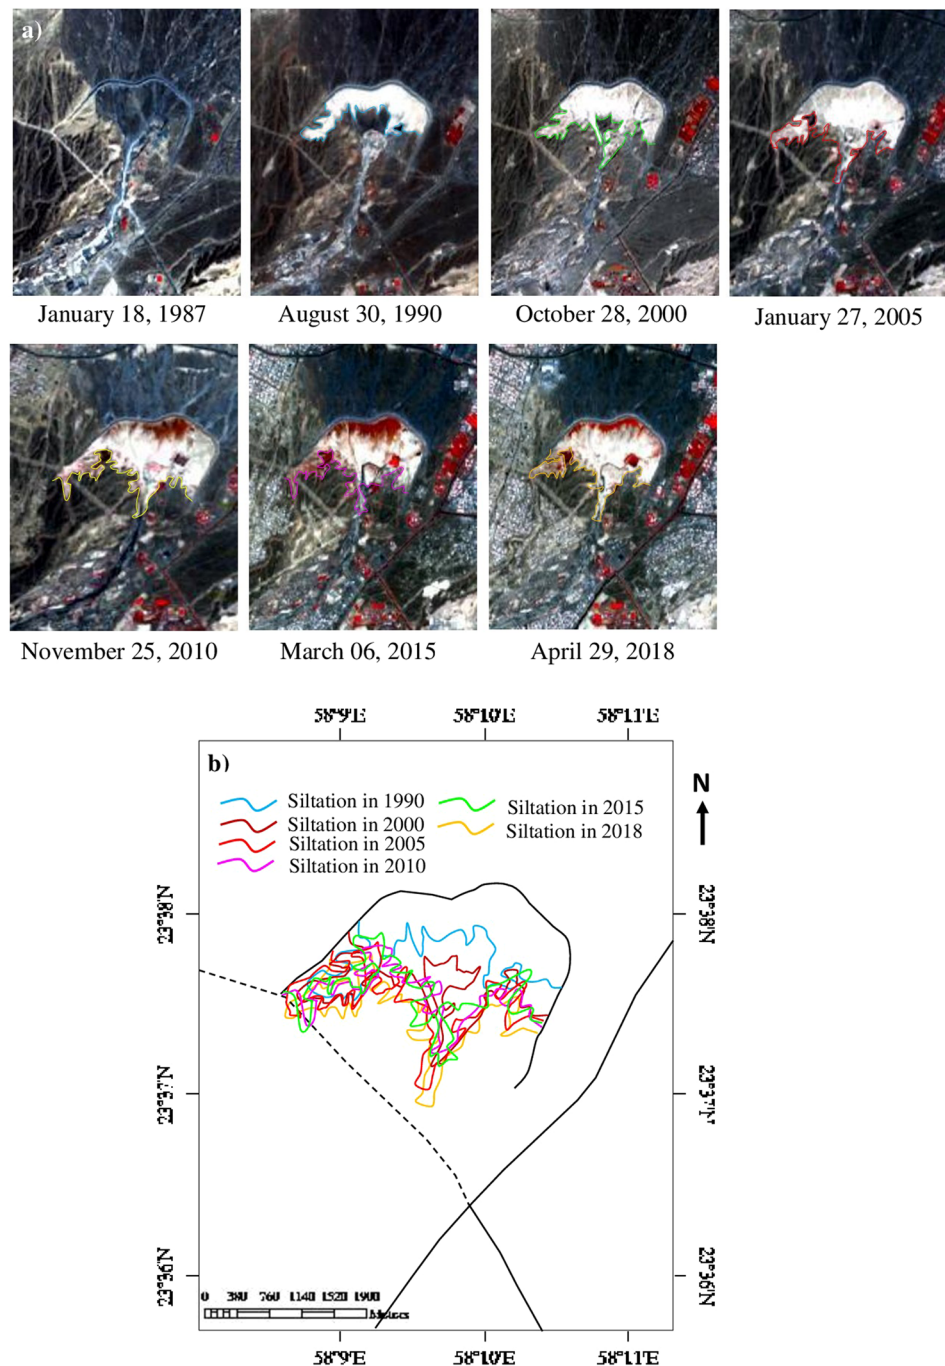 a)
January 18, 1987
August 30, 1990
October 28, 2000
January 27, 2005
November 25, 2010
March 06, 2015
April 29, 2018
58°9'E
58°10'E
58°11'E
b)
N
Siltation in 1990
Siltation in 2000
Siltation in 2005
Siltation in 2010
Siltation in 2015
Siltation in 2018
23°38'N
23°38'N
23°37'N
23°37'N
23°36'N
23°36'N
0 380 760 1140 1520 1900
Meters
58°9'E
58°10'E
58°11'E